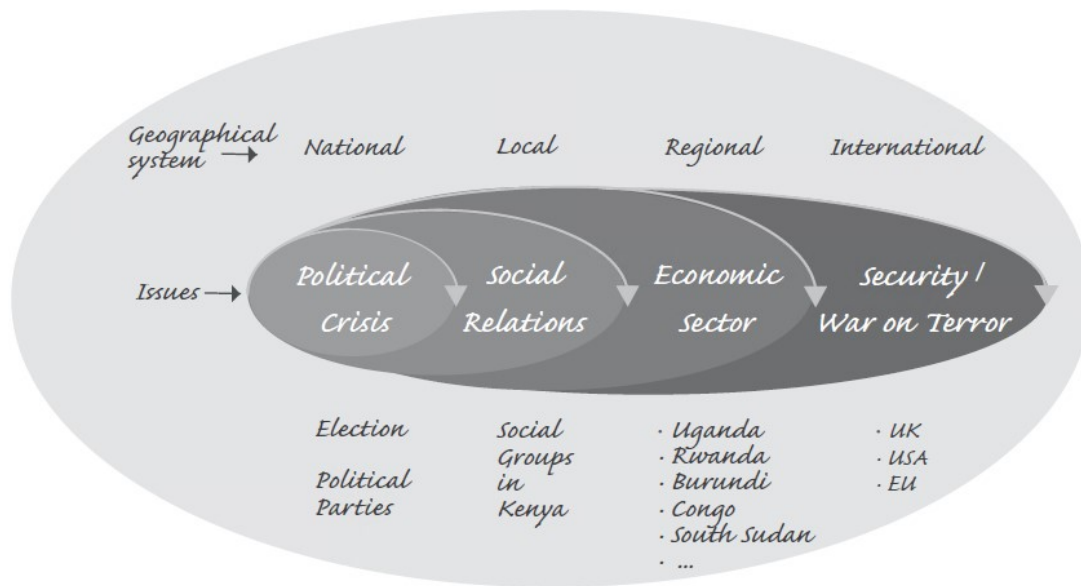 Geographical
system → National Local Regional International
Issues → Political Social Economic Security /
Crisis Relations Sector War on Terror
Election
Political
Parties
Social
Groups
in
Kenya
· Uganda
· Rwanda
· Burundi
· Congo
· South Sudan
· ...
· UK
· USA
· EU